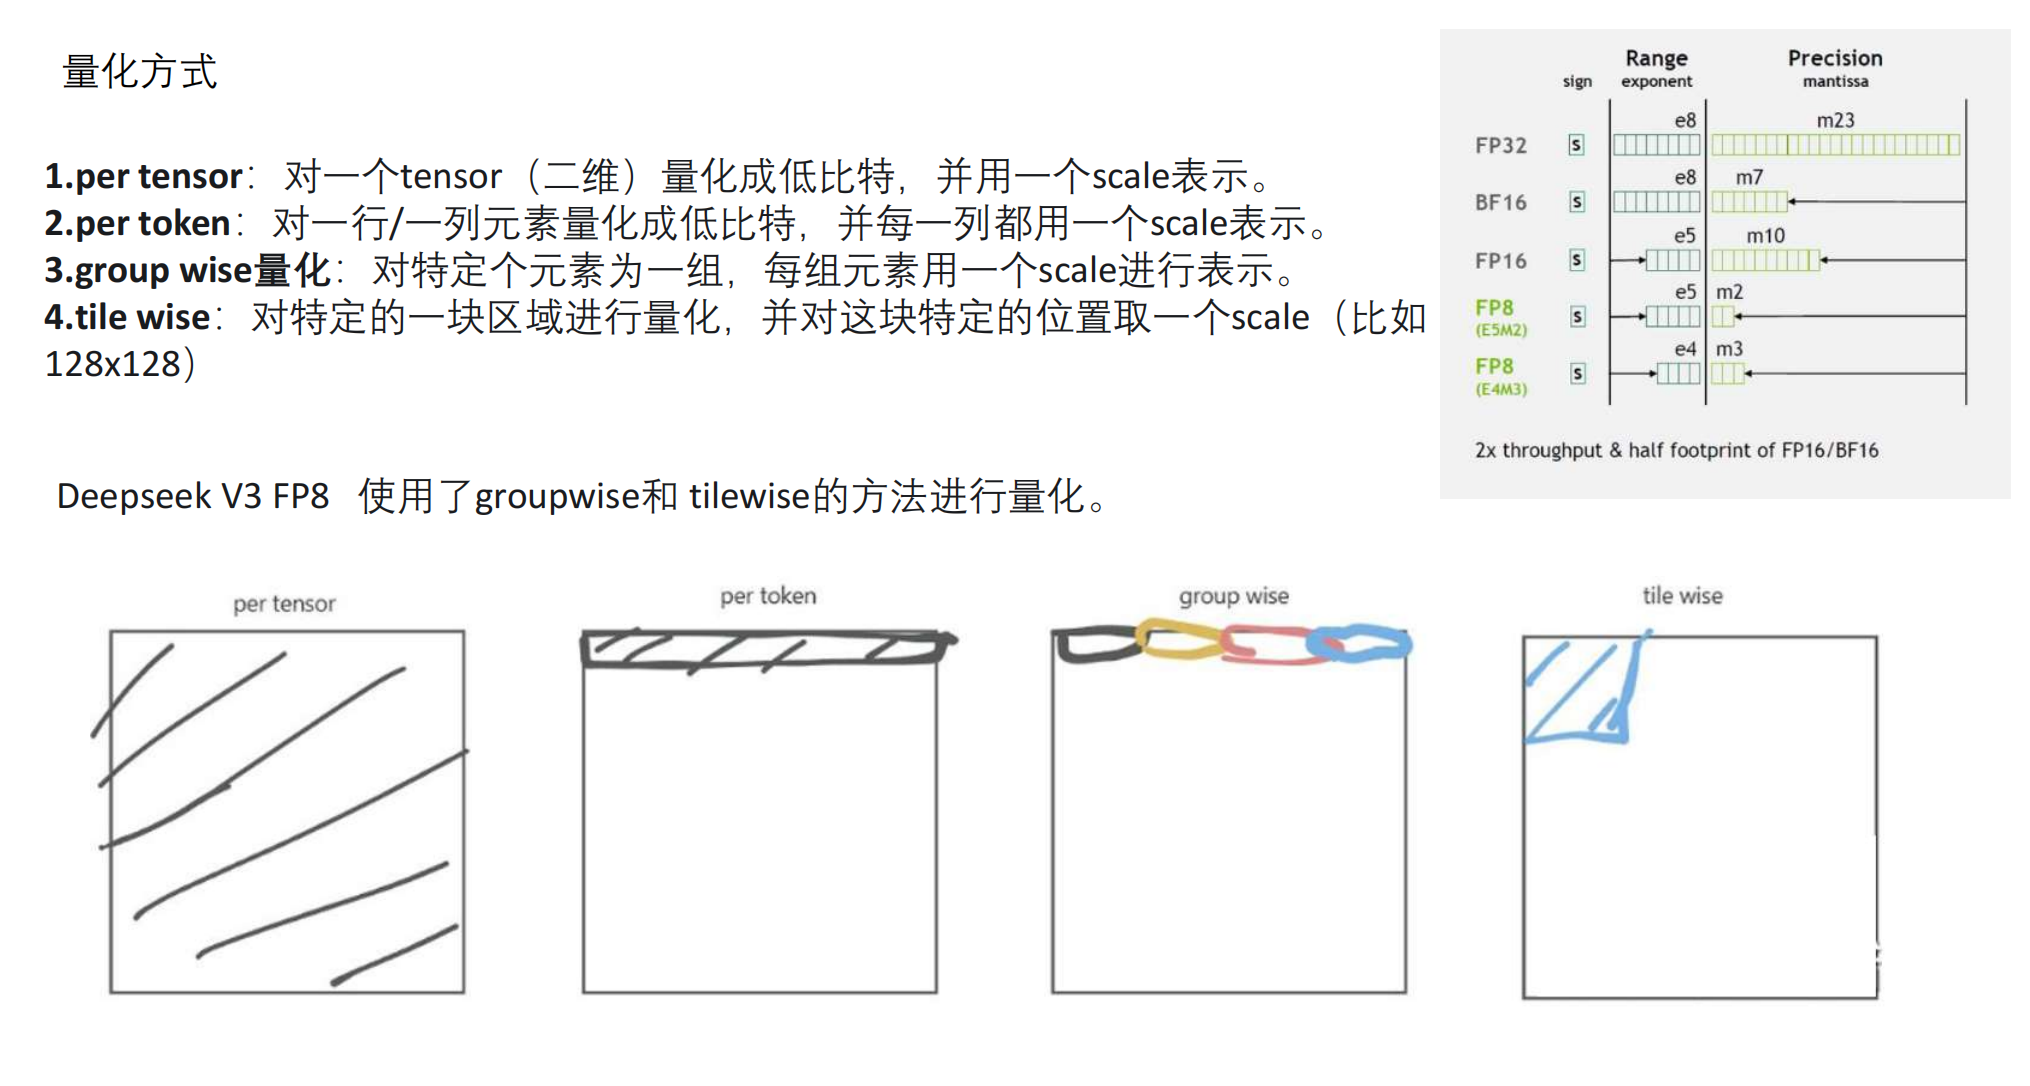 量化方式
1.per tensor：对一个tensor（二维）量化成低比特，并用一个scale表示。
2.per token：对一行/一列元素量化成低比特，并每一列都用一个scale表示。
3.group wise量化：对特定个元素为一组，每组元素用一个scale进行表示。
4.tile wise：对特定的一块区域进行量化，并对这块特定的位置取一个scale（比如
128x128）
Deepseek V3 FP8 使用了groupwise和 tilewise的方法进行量化。
Range Precision
sign exponent mantissa
e8 m23
FP32 S
e8 m7
BF16 S
e5 m10
FP16 S
e5 m2
FP8 S
(E5M2)
e4 m3
FP8 S
(E4M3)
2x throughput & half footprint of FP16/BF16
per tensor
per token
group wise
tile wise